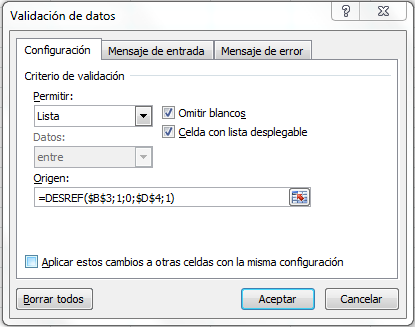 Validación de datos
Configuración
Mensaje de entrada
Mensaje de error
Criterio de validación
Permitir:
Lista
Omitir blancos
Celda con lista desplegable
Datos:
entre
Origen:
=DESREF($B$3;1;0;$D$4;1)
Aplicar estos cambios a otras celdas con la misma configuración
Borrar todos
Aceptar
Cancelar